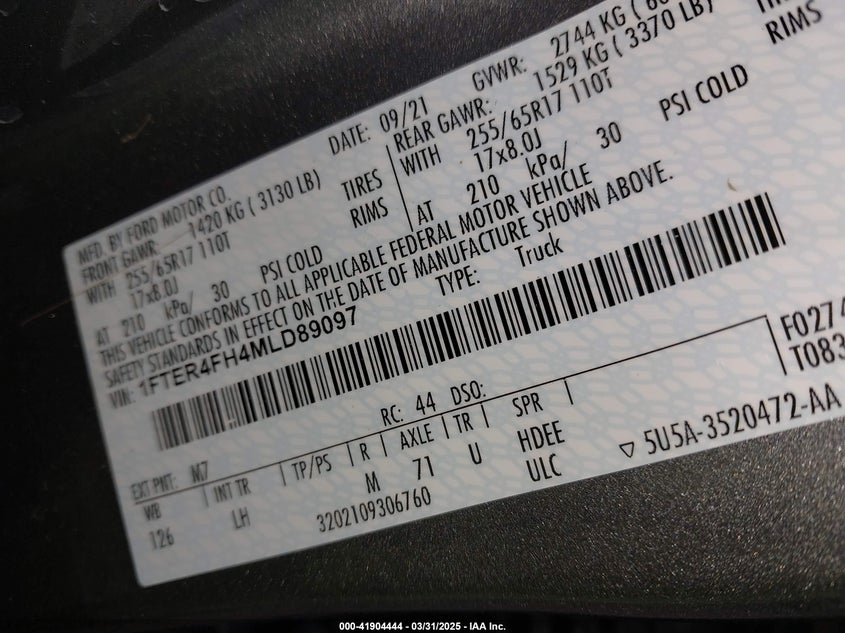 MFD. BY FORD MOTOR CO.
DATE: 09/21
GVWR: 2744 KG (
FRONT GAWR: 1420 KG ( 3130 LB)
REAR GAWR: 1529 KG ( 3370 LB)
WITH 255/65R17 110T TIRES
WITH 255/65R17 110T
17x8.0J RIMS
17x8.0J RIMS
AT 210 kPa/ 30 PSI COLD
AT 210 kPa/ 30 PSI COLD
THIS VEHICLE CONFORMS TO ALL APPLICABLE FEDERAL MOTOR VEHICLE
SAFETY STANDARDS IN EFFECT ON THE DATE OF MANUFACTURE SHOWN ABOVE.
VIN: 1FTER4FH4MLD89097
TYPE: Truck
F0274
T083
EXT PNT: N7 RC: 44 DSO:
WB INT TR TP/PS R AXLE TR SPR
126 LH M 71 U HDEE
3202109306760 ULC
5U5A-3520472-AA
000-41904444 - 03/31/2025 - IAA Inc.